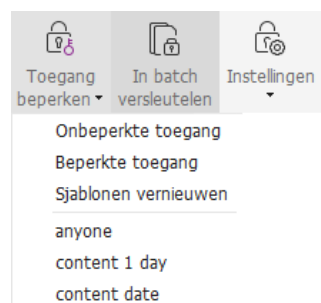 Toegang
beperken
In batch
versleutelen
Instellingen
Onbeperkte toegang
Beperkte toegang
Sjablonen vernieuwen
anyone
content 1 day
content date